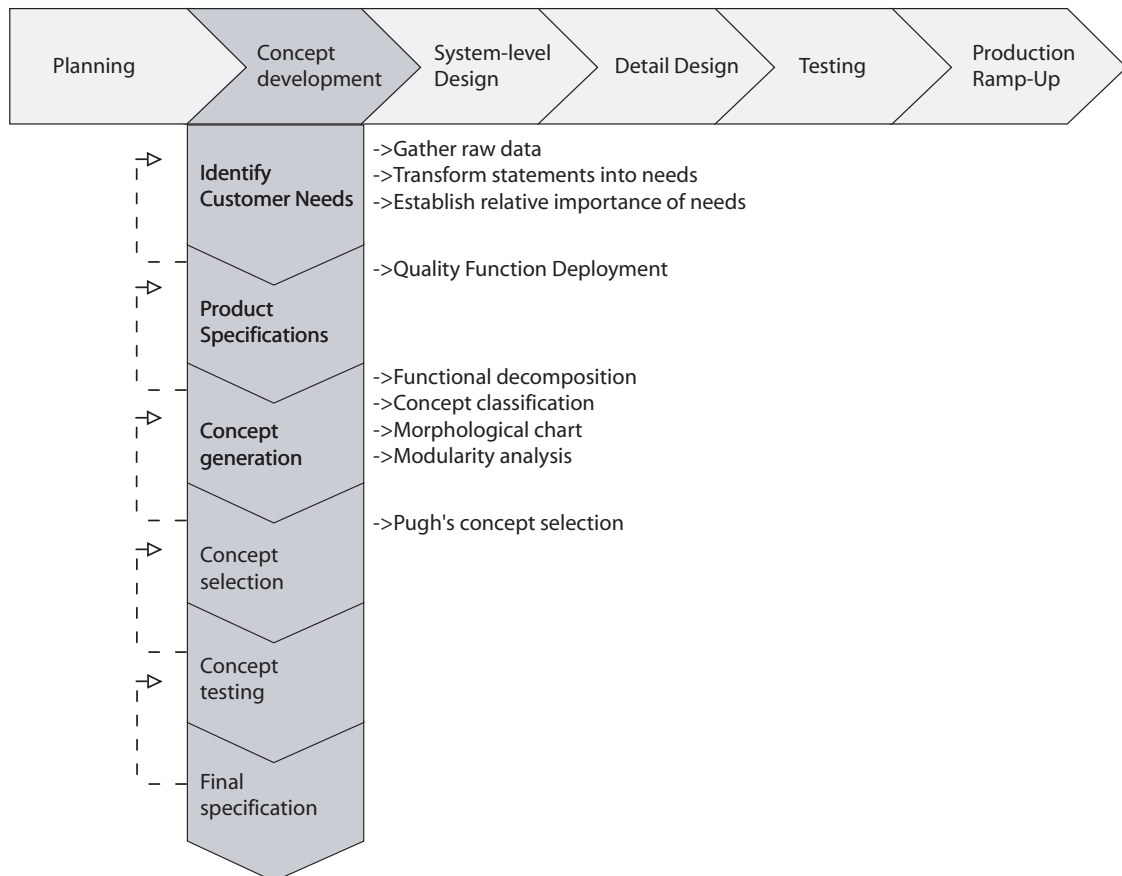 Planning
Concept
development
System-level
Design
Detail Design
Testing
Production
Ramp-Up
Identify
Customer Needs
->Gather raw data
->Transform statements into needs
->Establish relative importance of needs
Product
Specifications
->Quality Function Deployment
Concept
generation
->Functional decomposition
->Concept classification
->Morphological chart
->Modularity analysis
Concept
selection
->Pugh's concept selection
Concept
testing
Final
specification